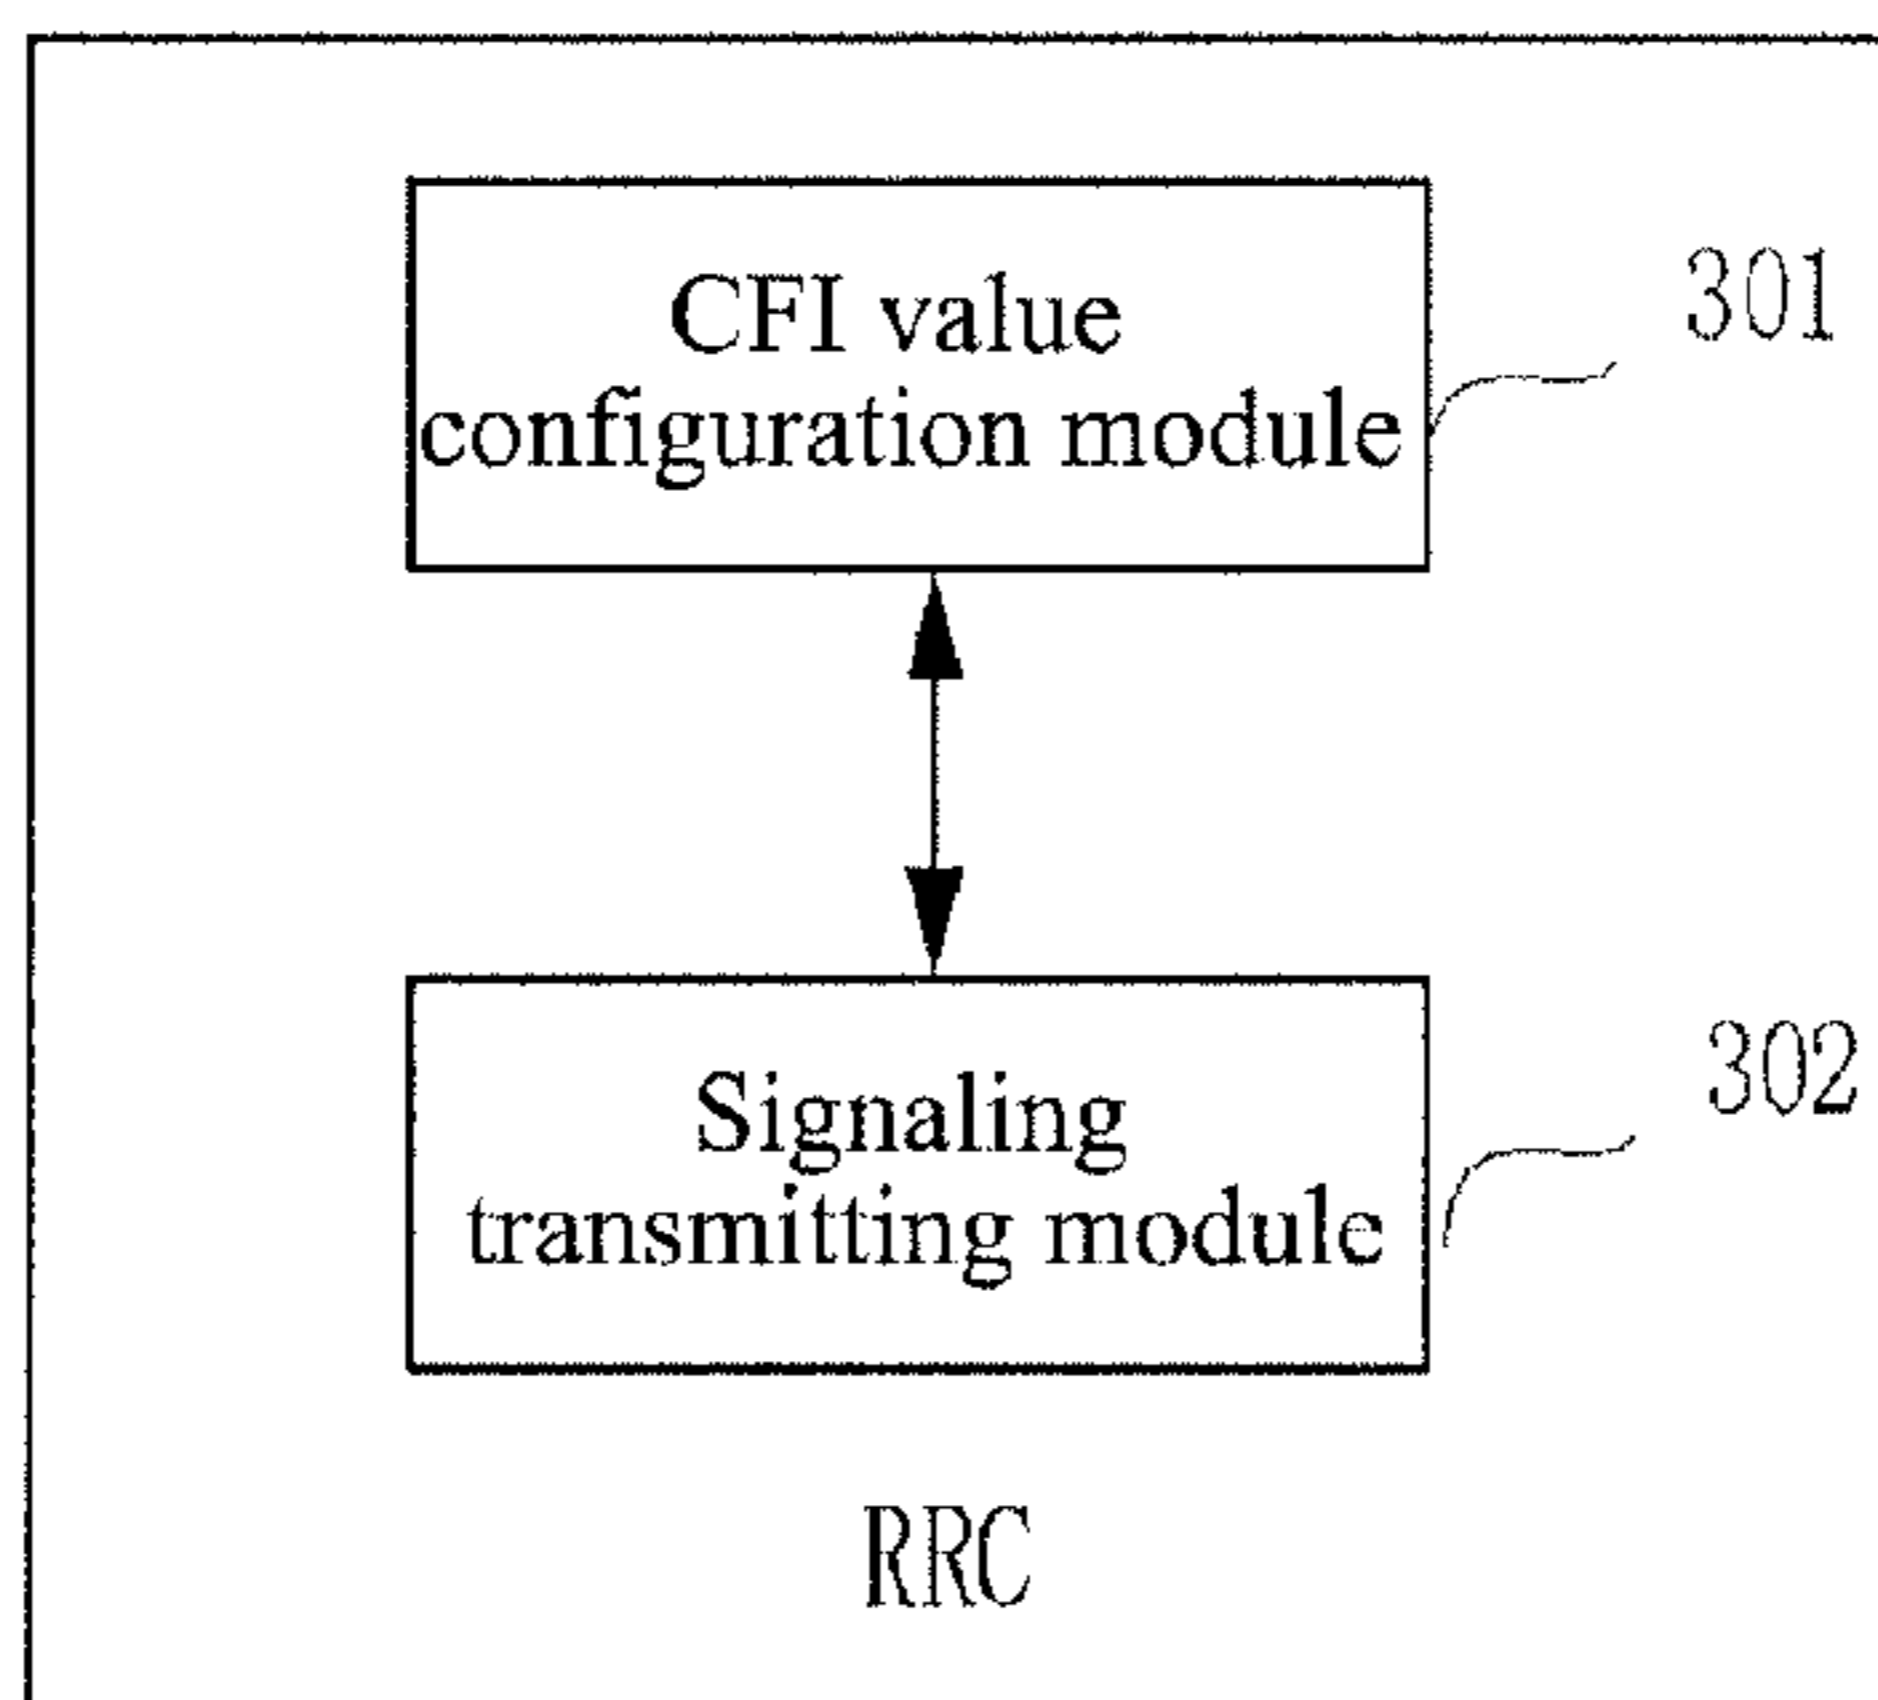 CFI value
configuration module
301
Signaling
transmitting module
302
RRC